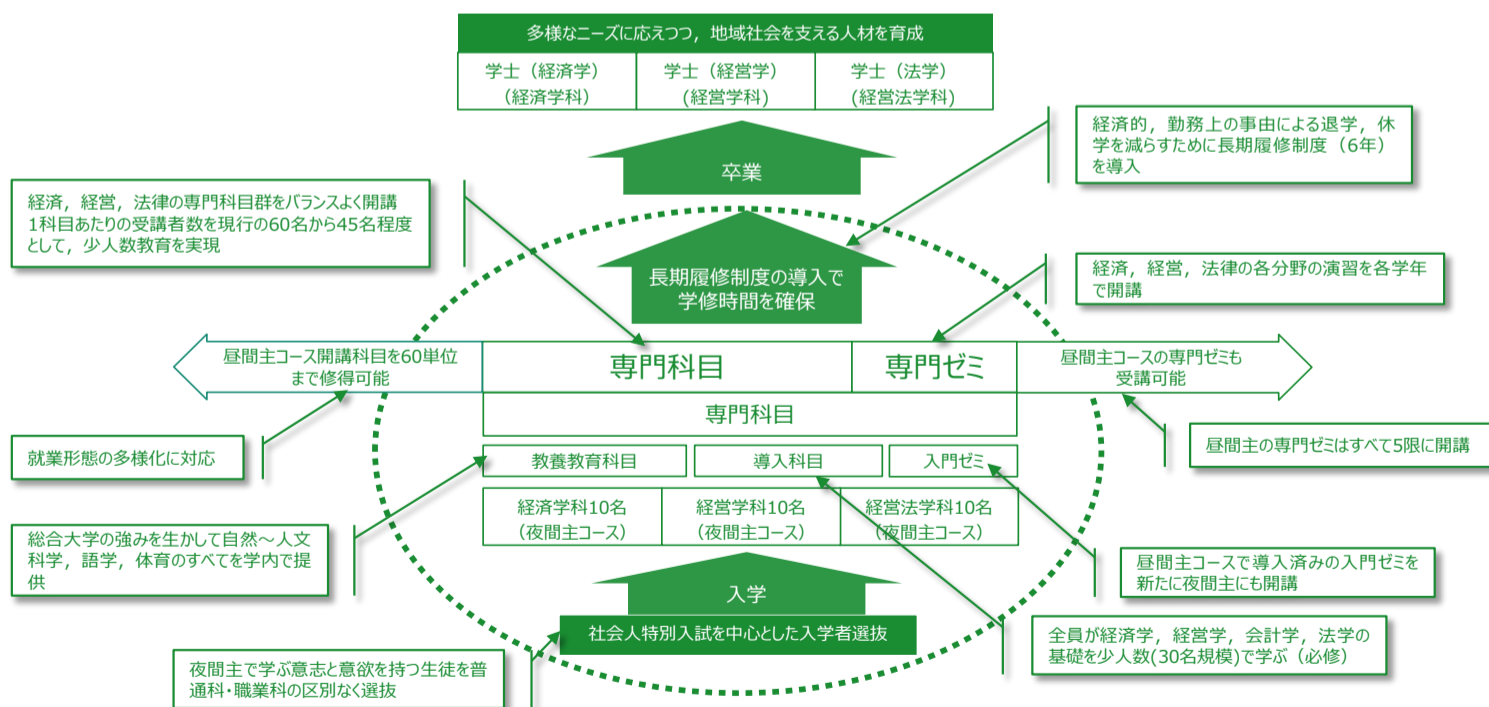 多様なニーズに応えつつ，地域社会を支える人材を育成
学士（経済学）
（経済学科）
学士（経営学）
(経営学科)
学士（法学）
(経営法学科)
卒業
経済的，勤務上の事由による退学，休
学を減らすために長期履修制度（6年）
を導入
経済，経営，法律の専門科目群をバランスよく開講
1科目あたりの受講者数を現行の60名から45名程度
として，少人数教育を実現
長期履修制度の導入で
学修時間を確保
経済，経営，法律の各分野の演習を各学年
で開講
昼間主コース開講科目を60単位
まで修得可能
専門科目
専門ゼミ
昼間主コースの専門ゼミも
受講可能
専門科目
就業形態の多様化に対応
昼間主の専門ゼミはすべて5限に開講
教養教育科目
導入科目
入門ゼミ
経済学科10名
(夜間主コース)
経営学科10名
(夜間主コース)
経営法学科10名
(夜間主コース)
総合大学の強みを生かして自然～人文
科学，語学，体育のすべてを学内で提
供
昼間主コースで導入済みの入門ゼミを
新たに夜間主にも開講
入学
社会人特別入試を中心とした入学者選抜
全員が経済学，経営学，会計学，法学の
基礎を少人数(30名規模)で学ぶ（必修）
夜間主で学ぶ意志と意欲を持つ生徒を普
通科・職業科の区別なく選抜